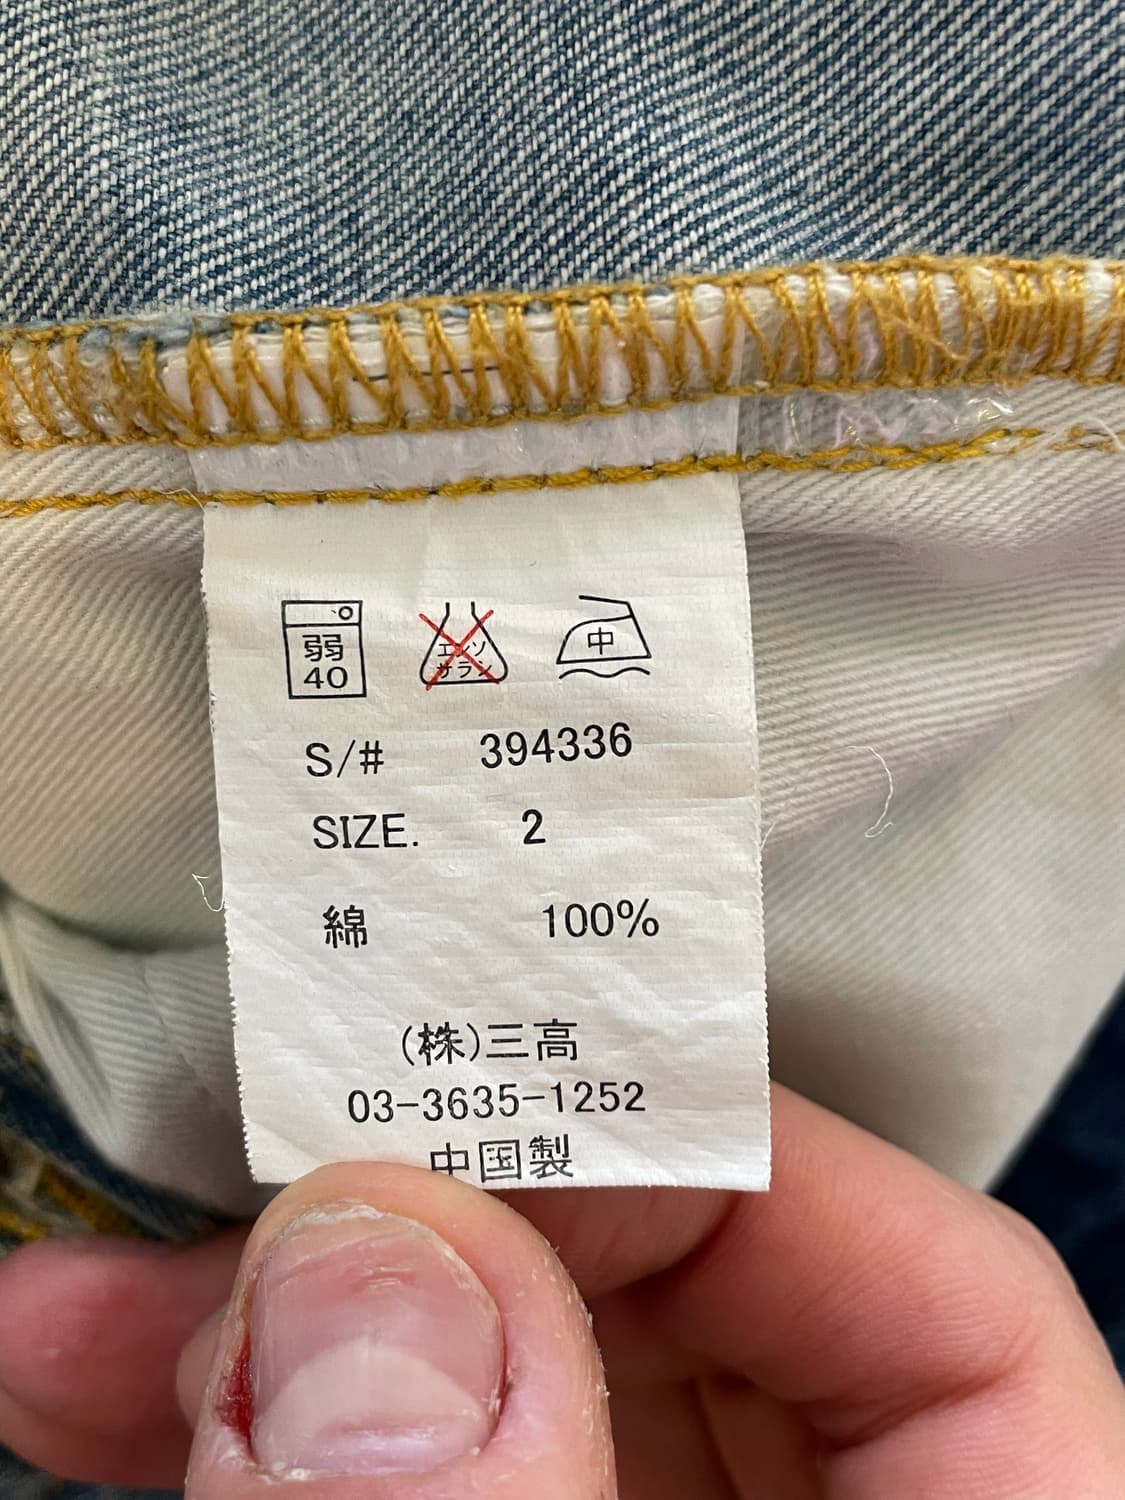 弱 エンソ 中
40 サラシ
S/# 394336
SIZE. 2
綿 100%
(株)三高
03-3635-1252
中国製